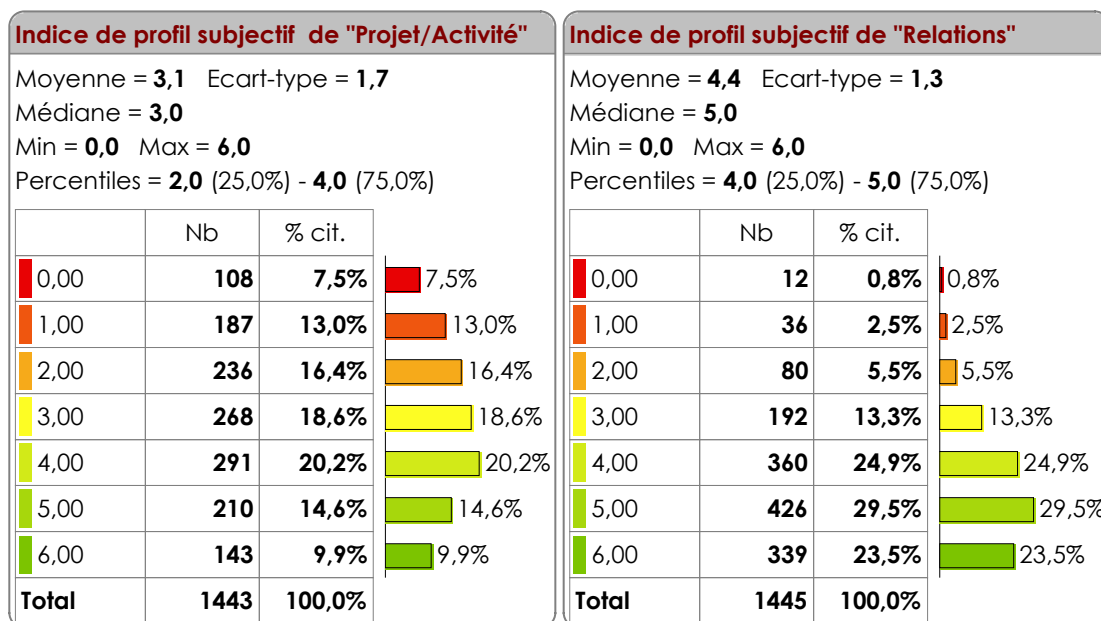 Indice de profil subjectif de "Projet/Activité"
Moyenne = 3,1 Ecart-type = 1,7
Médiane = 3,0
Min = 0,0 Max = 6,0
Percentiles = 2,0 (25,0%) - 4,0 (75,0%)
Nb % cit.
0,00 108 7,5% 7,5%
1,00 187 13,0% 13,0%
2,00 236 16,4% 16,4%
3,00 268 18,6% 18,6%
4,00 291 20,2% 20,2%
5,00 210 14,6% 14,6%
6,00 143 9,9% 9,9%
Total 1443 100,0%
Indice de profil subjectif de "Relations"
Moyenne = 4,4 Ecart-type = 1,3
Médiane = 5,0
Min = 0,0 Max = 6,0
Percentiles = 4,0 (25,0%) - 5,0 (75,0%)
Nb % cit.
0,00 12 0,8% 0,8%
1,00 36 2,5% 2,5%
2,00 80 5,5% 5,5%
3,00 192 13,3% 13,3%
4,00 360 24,9% 24,9%
5,00 426 29,5% 29,5%
6,00 339 23,5% 23,5%
Total 1445 100,0%